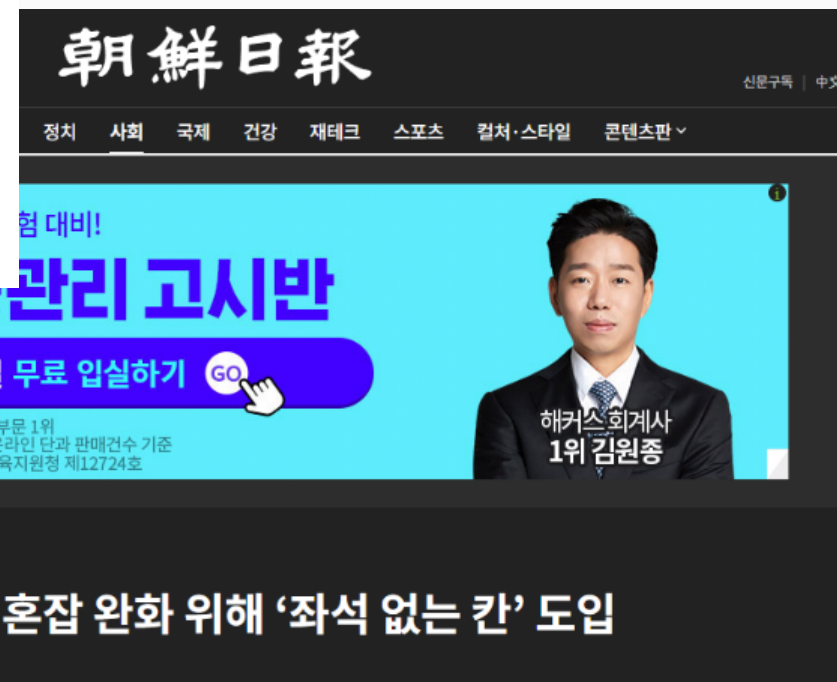 朝鮮日報
신문구독 | 中文
정치 사회 국제 건강 재테크 스포츠 컬처·스타일 콘텐츠판
험 대비!
관리 고시반
무료 입실하기 GO
부문 1위
온라인 단과 판매건수 기준
육지원청 제12724호
해커스 회계사
1위 김원종
혼잡 완화 위해 ‘좌석 없는 칸’ 도입